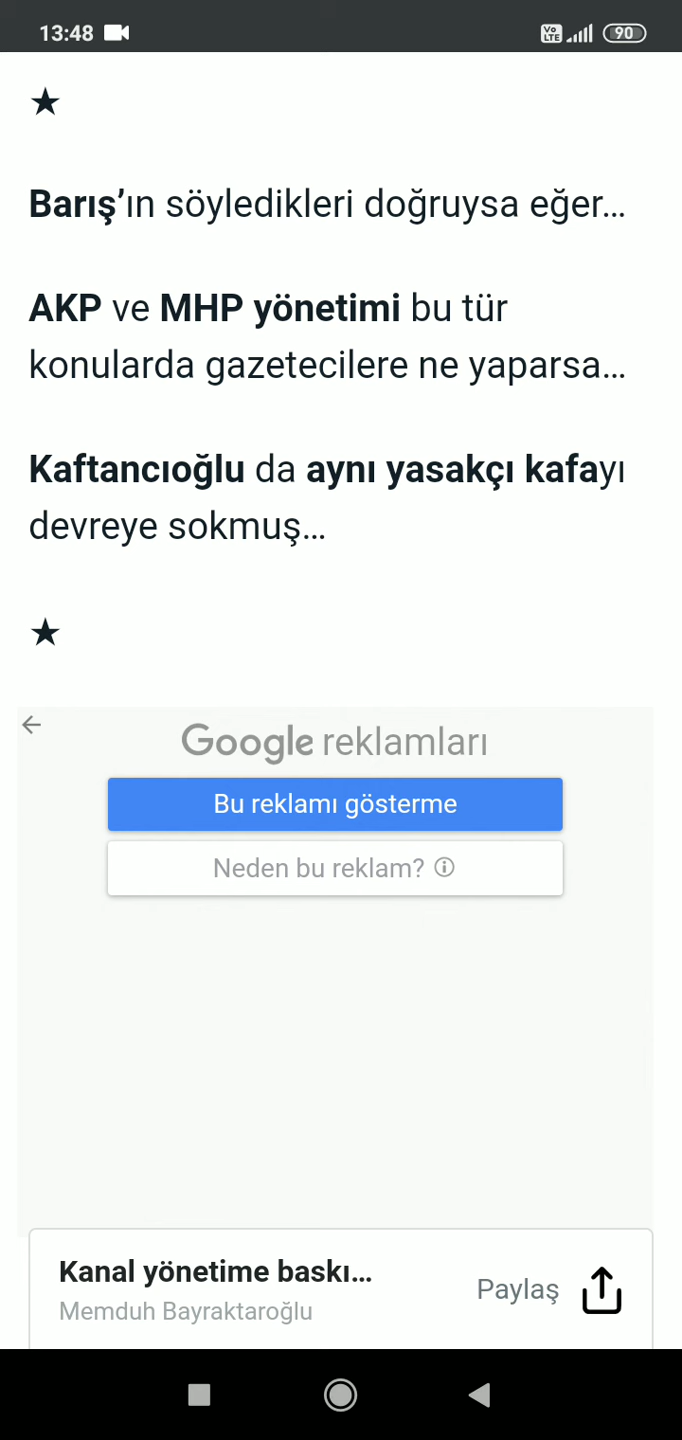 13:48
Vo LTE
90
★
Barış’ın söyledikleri doğruysa eğer...
AKP ve MHP yönetimi bu tür
konularda gazetecilere ne yaparsa...
Kaftancıoğlu da aynı yasakçı kafayı
devreye sokmuş...
★
Google reklamları
Bu reklamı gösterme
Neden bu reklam?
Kanal yönetime baskı...
Memduh Bayraktaroğlu
Paylaş